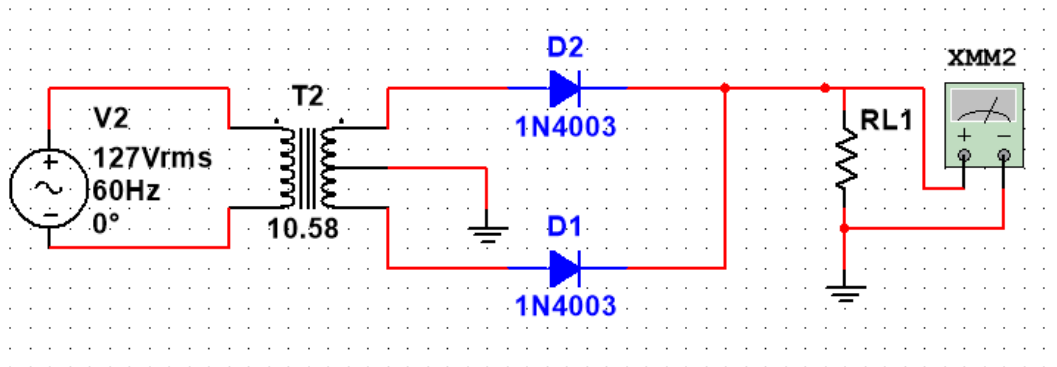 D2
1N4003
XMM2
T2
V2
127Vrms
60Hz
0°
10.58
RL1
D1
1N4003